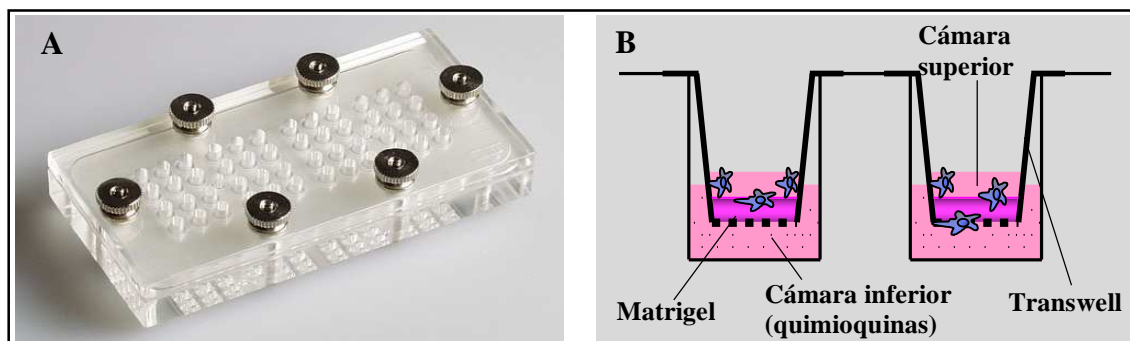 A
B
Cámara
superior
Matrigel
Cámara inferior
(quimioquinas)
Transwell